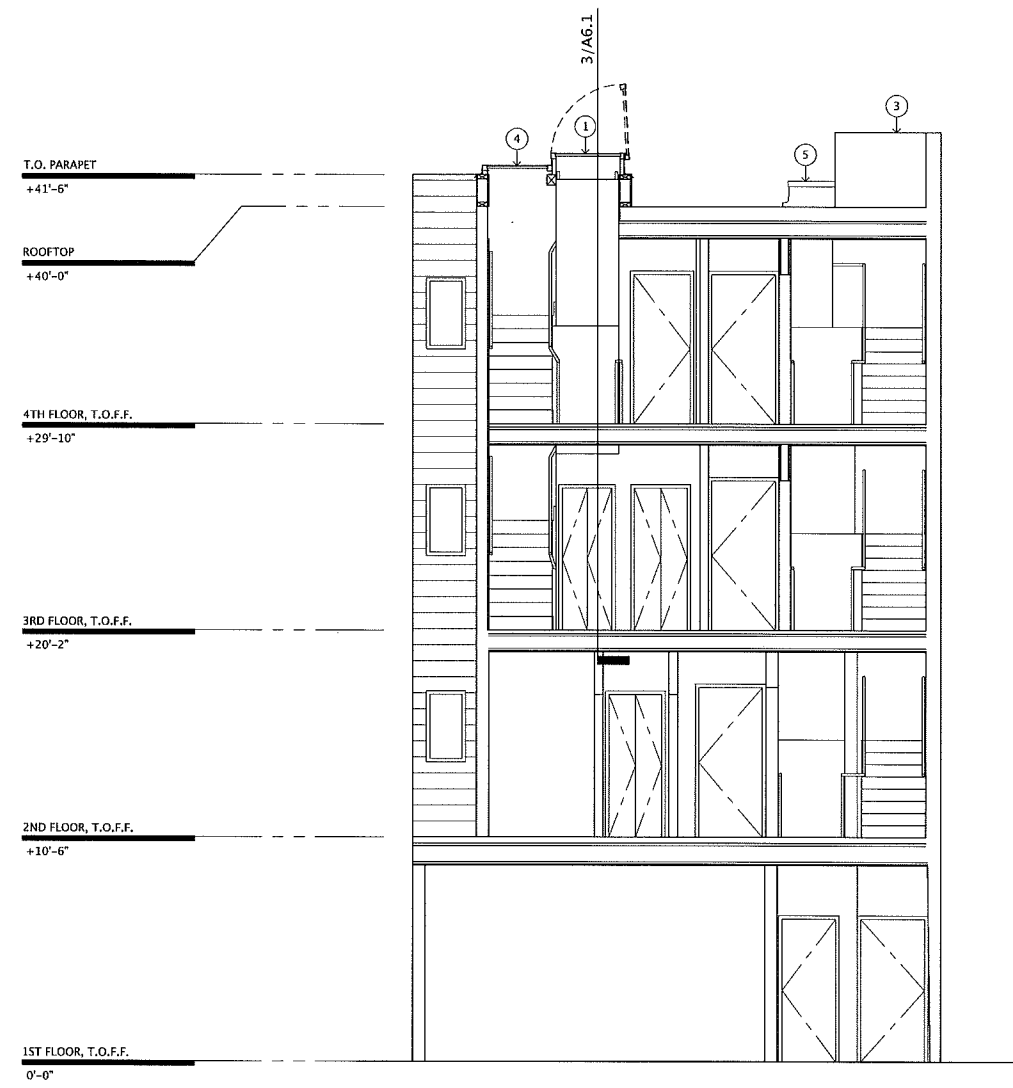 3/A6.1
3
1
4
5
T.O. PARAPET
+41'-6"
ROOFTOP
+40'-0"
4TH FLOOR, T.O.F.F.
+29'-10"
3RD FLOOR, T.O.F.F.
+20'-2"
2ND FLOOR, T.O.F.F.
+10'-6"
1ST FLOOR, T.O.F.F.
0'-0"